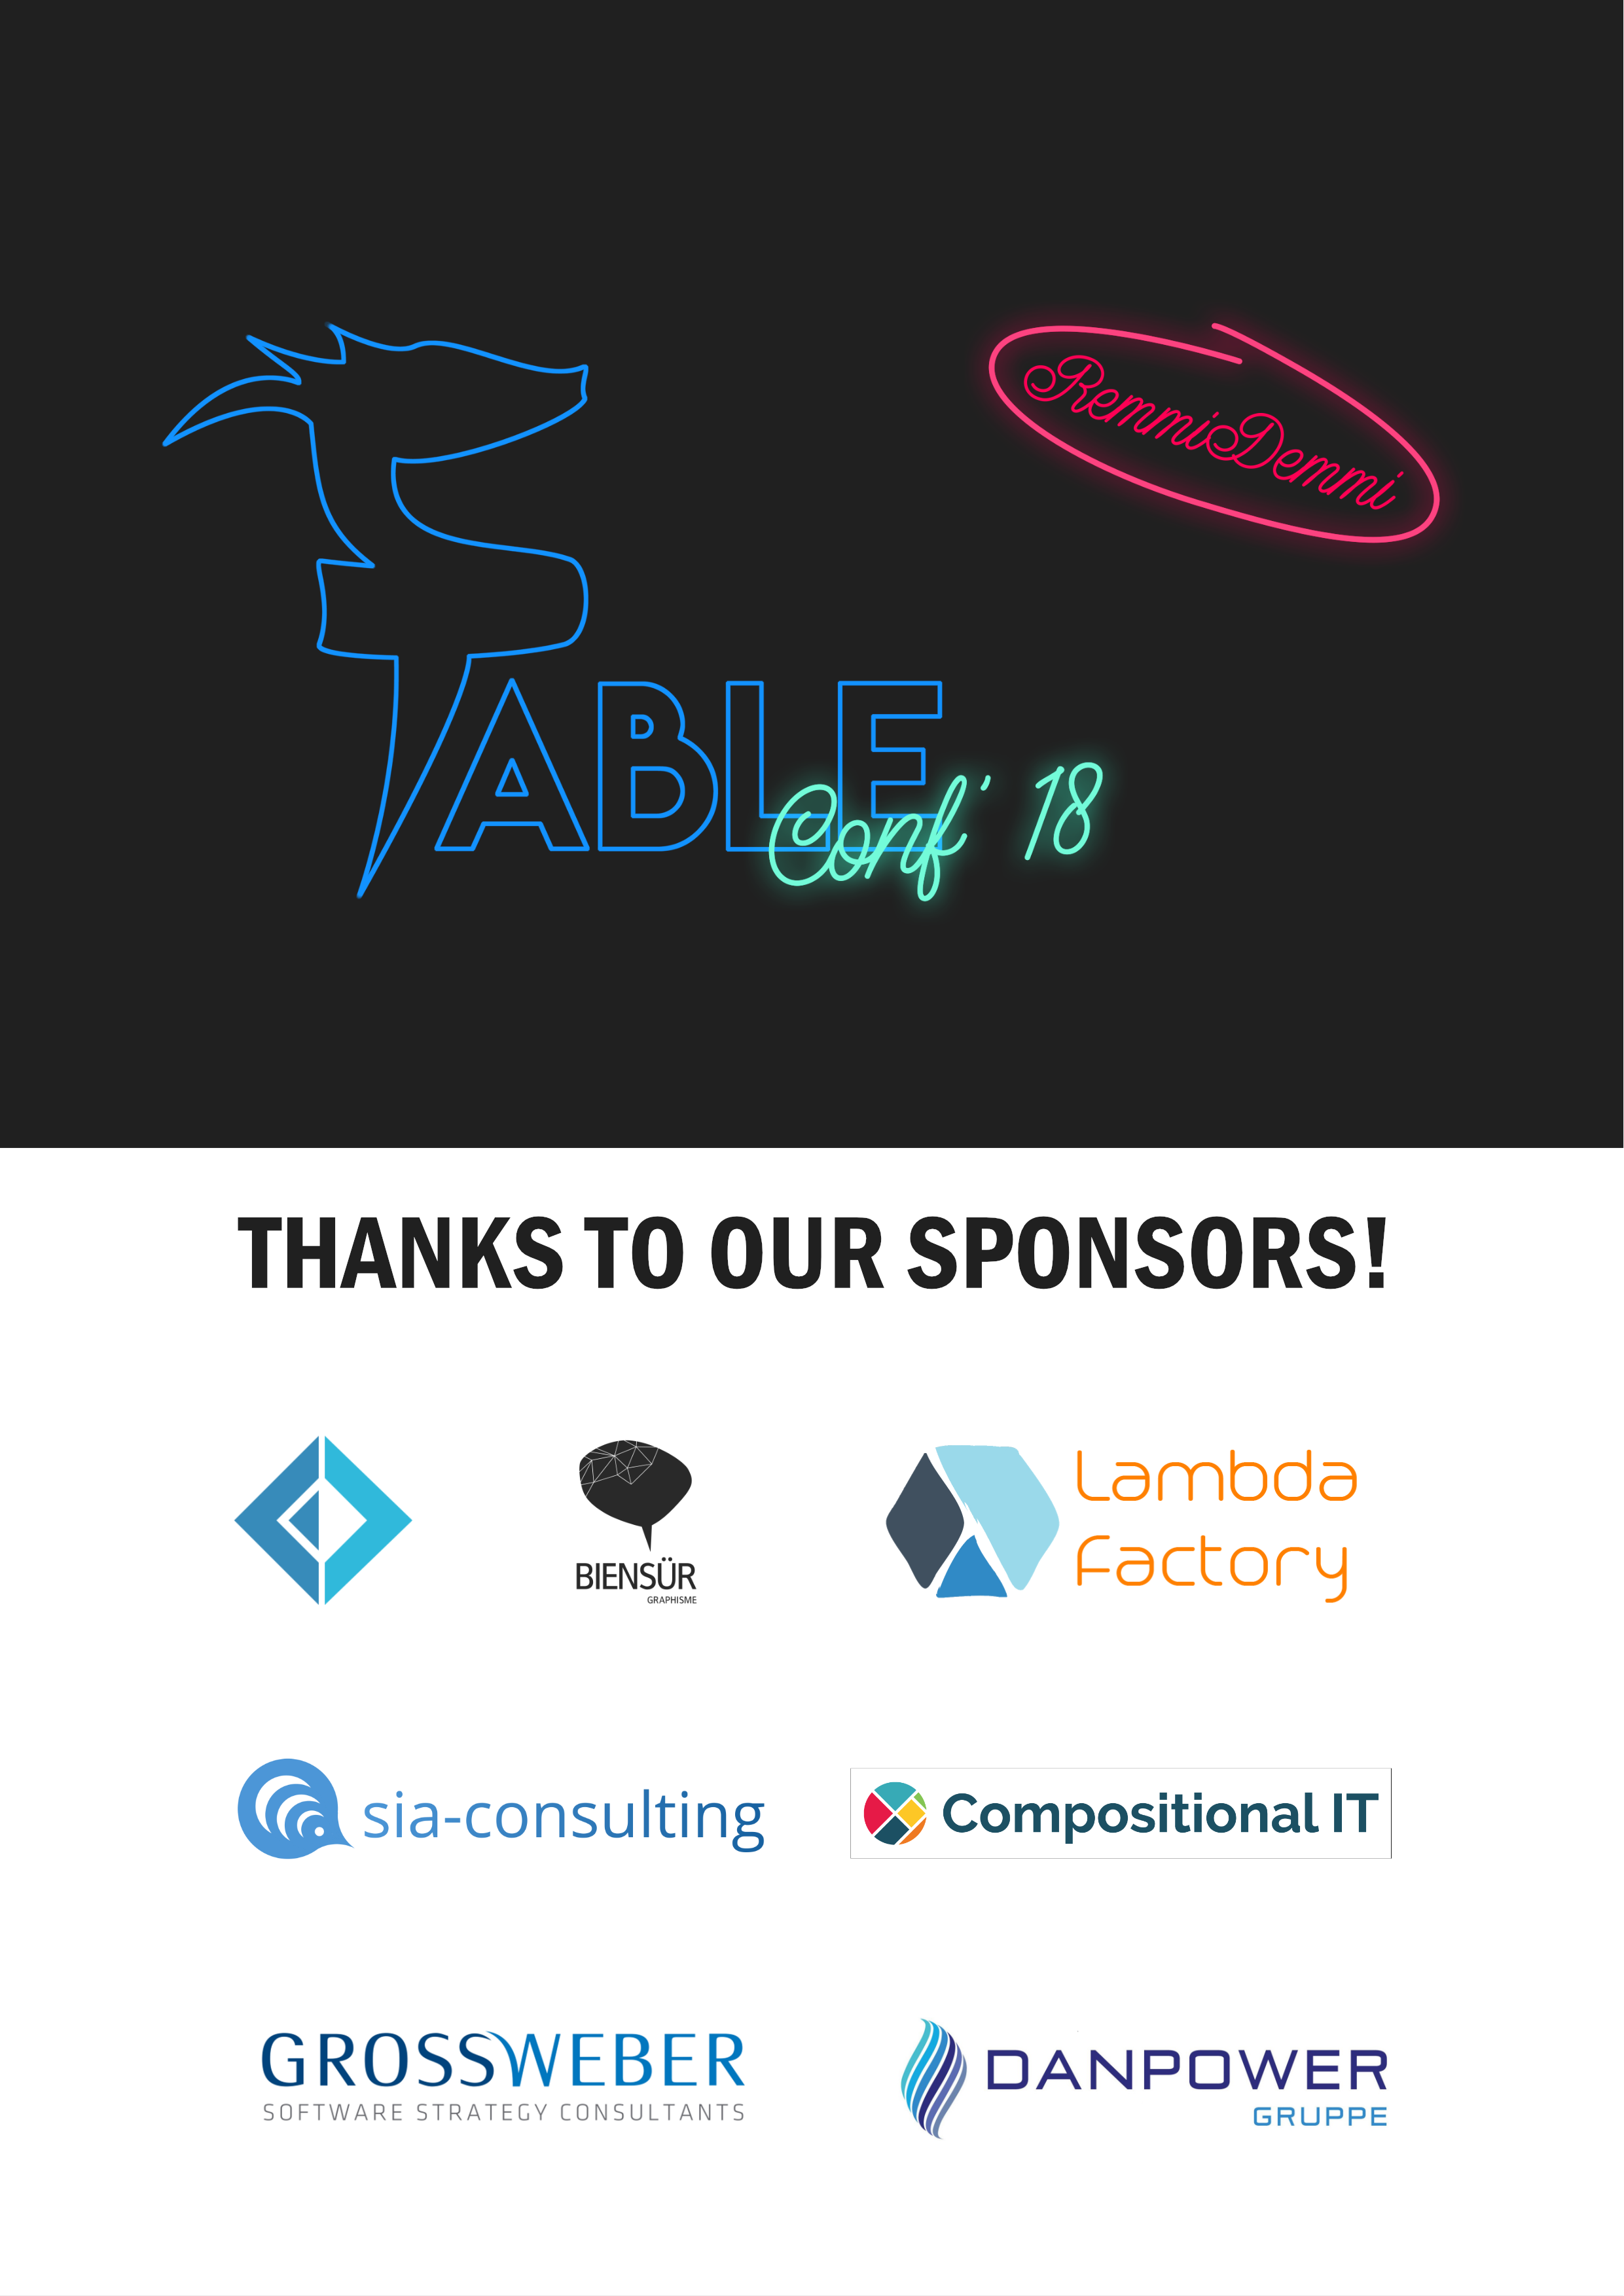 RemmiDemmi
FABLE
Conf' 18
THANKS TO OUR SPONSORS!
BIENSÜR
GRAPHISME
Lambda
Factory
sia-consulting
Compositional IT
GROSSWEBER
SOFTWARE STRATEGY CONSULTANTS
DANPOWER
GRUPPE